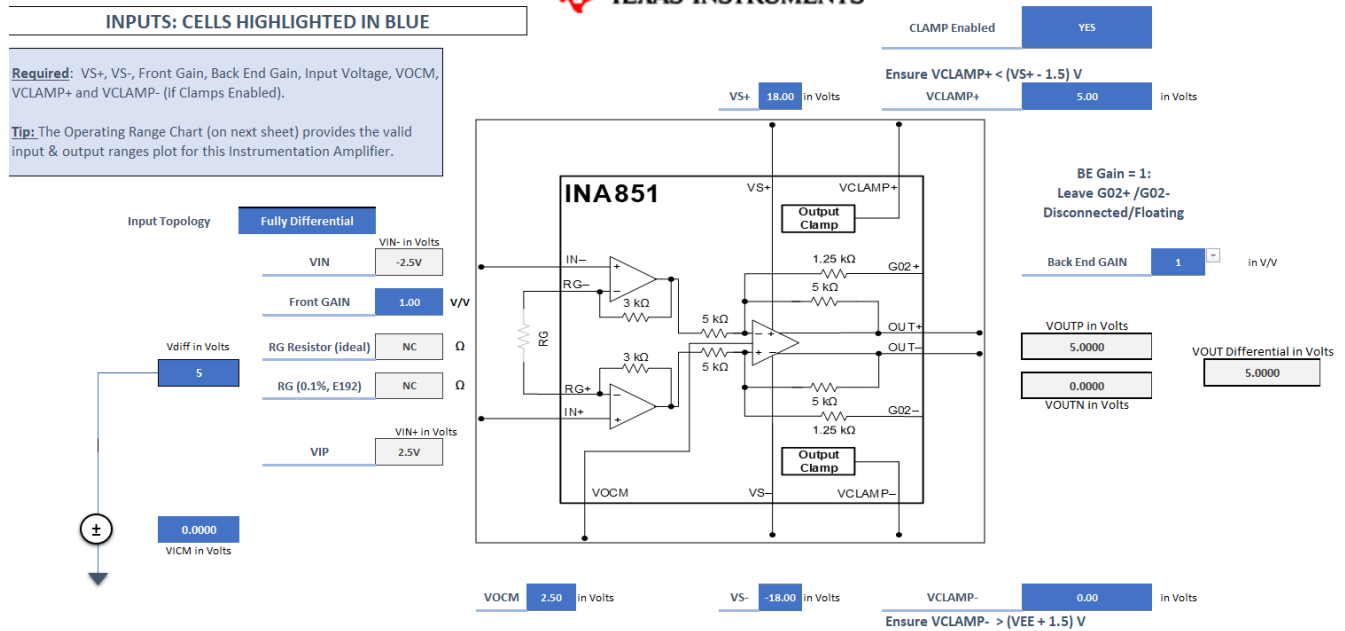 TEXAS INSTRUMENTS
INPUTS: CELLS HIGHLIGHTED IN BLUE
CLAMP Enabled YES
Required: VS+, VS-, Front Gain, Back End Gain, Input Voltage, VOCM,
VCLAMP+ and VCLAMP- (if Clamps Enabled).
Tip: The Operating Range Chart (on next sheet) provides the valid
input & output ranges plot for this Instrumentation Amplifier.
Ensure VCLAMP+ < (VS+ - 1.5) V
VS+ 18.00 in Volts
VCLAMP+ 5.00 in Volts
INA851
VS+
VCLAMP+
Output
Clamp
BE Gain = 1:
Leave G02+ /G02-
Disconnected/Floating
Input Topology Fully Differential
VIN- in Volts
VIN -2.5V
Front GAIN 1.00 V/V
RG Resistor (ideal) NC Ω
RG (0.1%, E192) NC Ω
Vdiff in Volts
5
VIN+ in Volts
VIP 2.5V
±
0.0000
VICM in Volts
IN−
RG−
3 kΩ
RG
3 kΩ
RG+
IN+
+
−
−
+
5 kΩ
5 kΩ
− +
+ −
1.25 kΩ
G02+
5 kΩ
OUT+
OUT−
5 kΩ
G02−
1.25 kΩ
Output
Clamp
VOCM
VS−
VCLAMP−
Back End GAIN 1 in V/V
VOUTP in Volts
5.0000
0.0000
VOUTN in Volts
VOUT Differential in Volts
5.0000
VOCM 2.50 in Volts
VS- -18.00 in Volts
VCLAMP- 0.00 in Volts
Ensure VCLAMP- > (VEE + 1.5) V